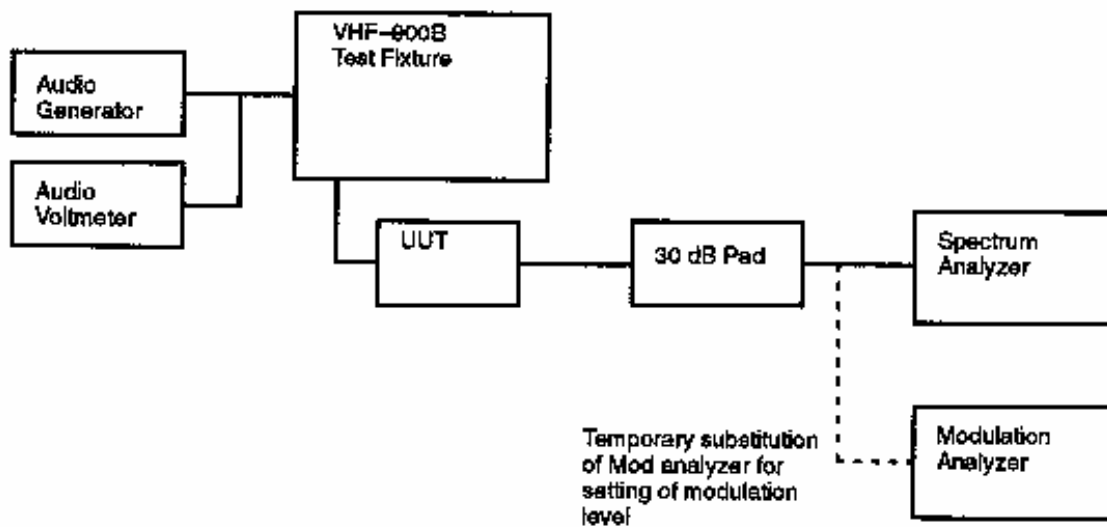 VHF-900B
Test Fixture
Audio
Generator
Audio
Voltmeter
UUT
30 dB Pad
Spectrum
Analyzer
Temporary substitution
of Mod analyzer for
setting of modulation
level
Modulation
Analyzer